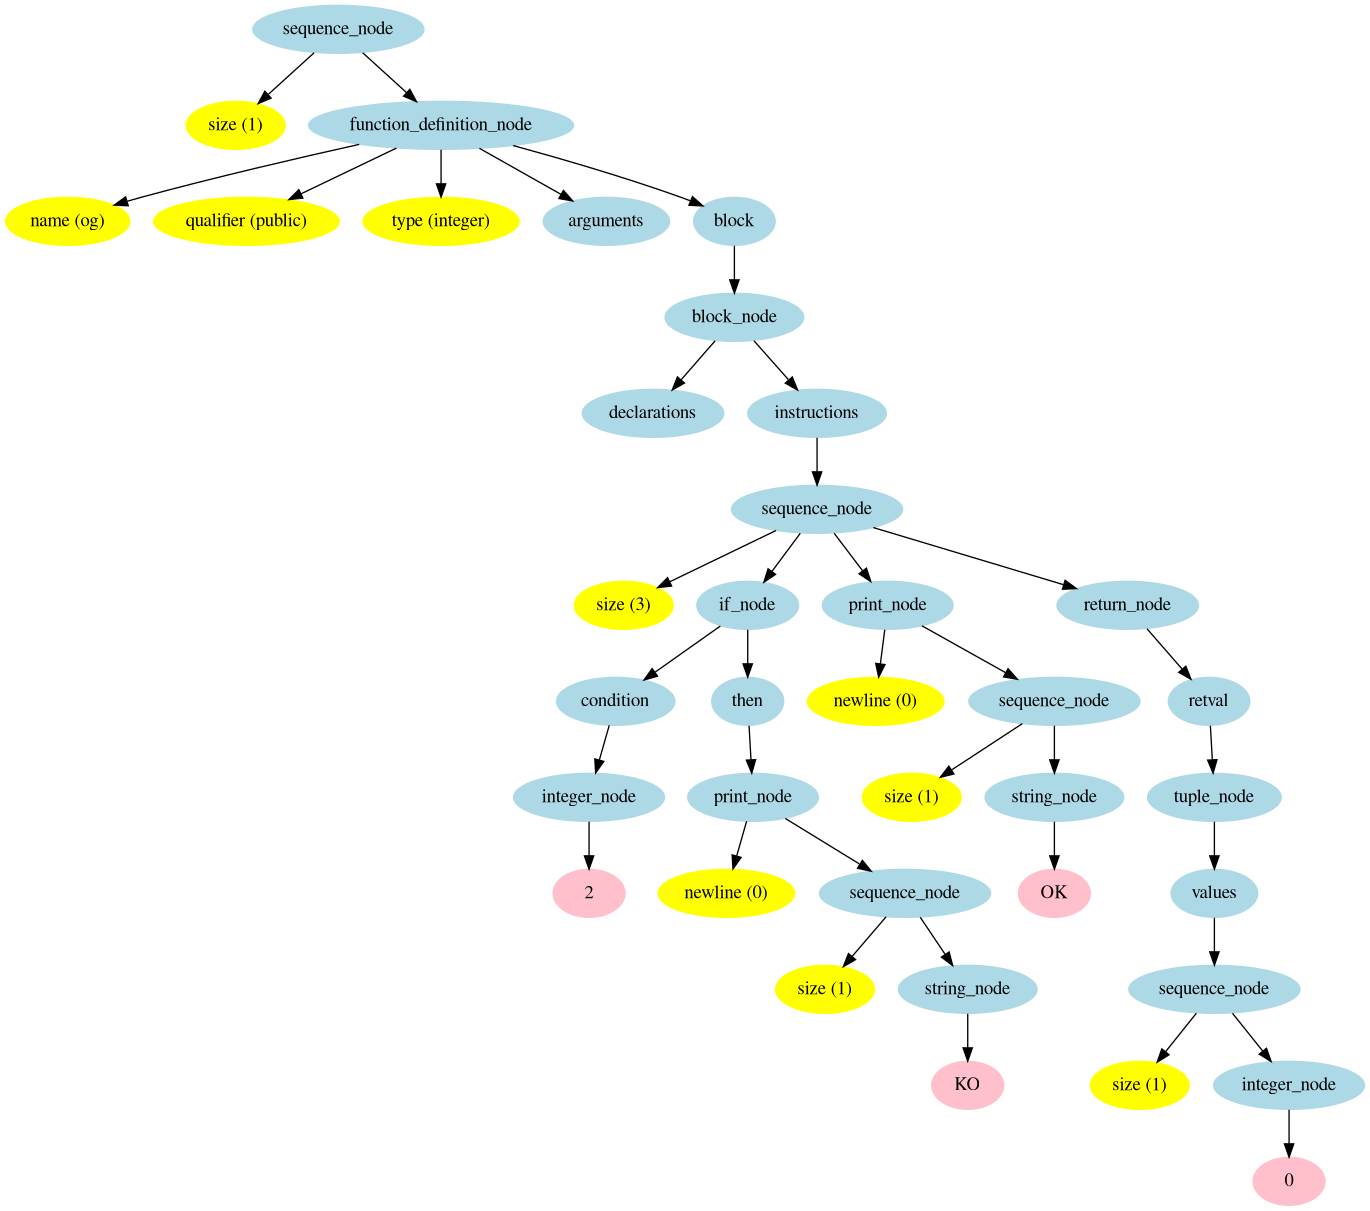 sequence_node
size (1)
function_definition_node
name (og)
qualifier (public)
type (integer)
arguments
block
block_node
declarations
instructions
sequence_node
size (3)
if_node
print_node
return_node
condition
then
newline (0)
sequence_node
retval
integer_node
print_node
size (1)
string_node
tuple_node
2
newline (0)
sequence_node
OK
values
size (1)
string_node
sequence_node
KO
size (1)
integer_node
0